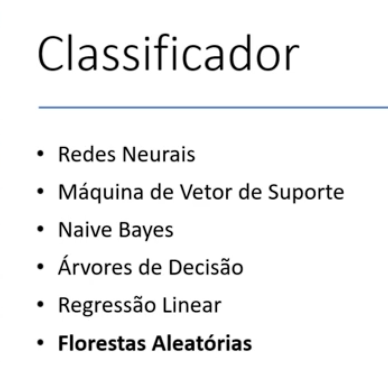 Classificador
• Redes Neurais
• Máquina de Vetor de Suporte
• Naive Bayes
• Árvores de Decisão
• Regressão Linear
• Florestas Aleatórias